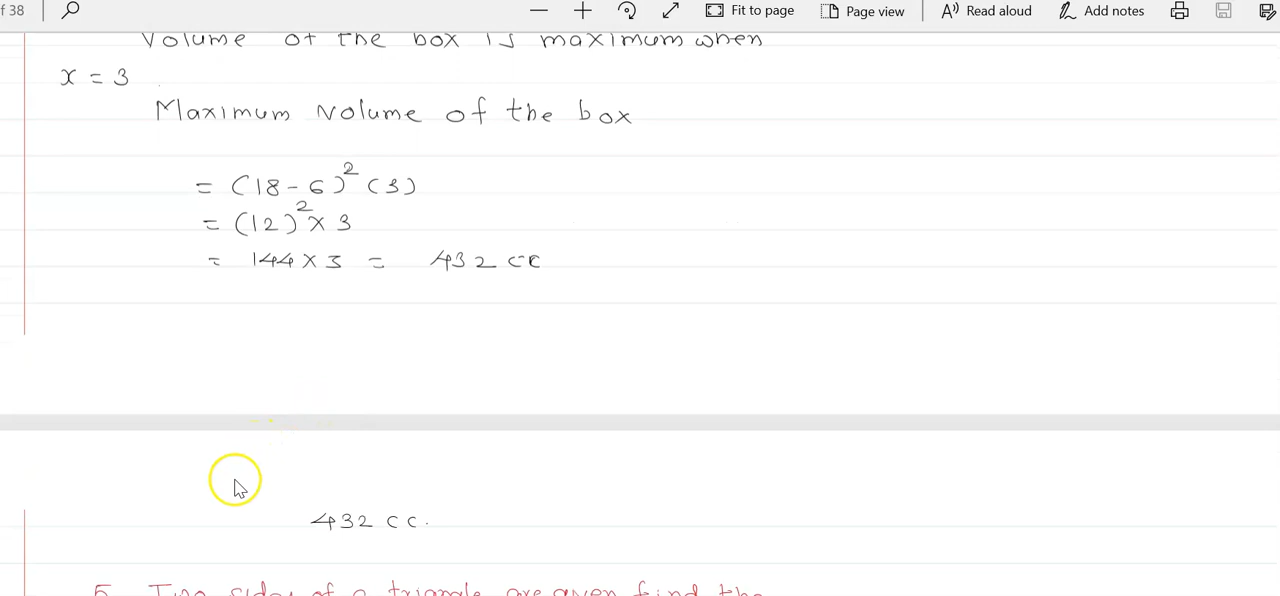 f 38
Fit to page
Page view
Read aloud
Add notes
Volume of the box is maximum when
x = 3
Maximum Volume of the box
= (18 - 6)² (3)
= (12)² × 3
= 144 × 3 = 432 cc
432 cc.
5. Two sides of a triangle are given find the